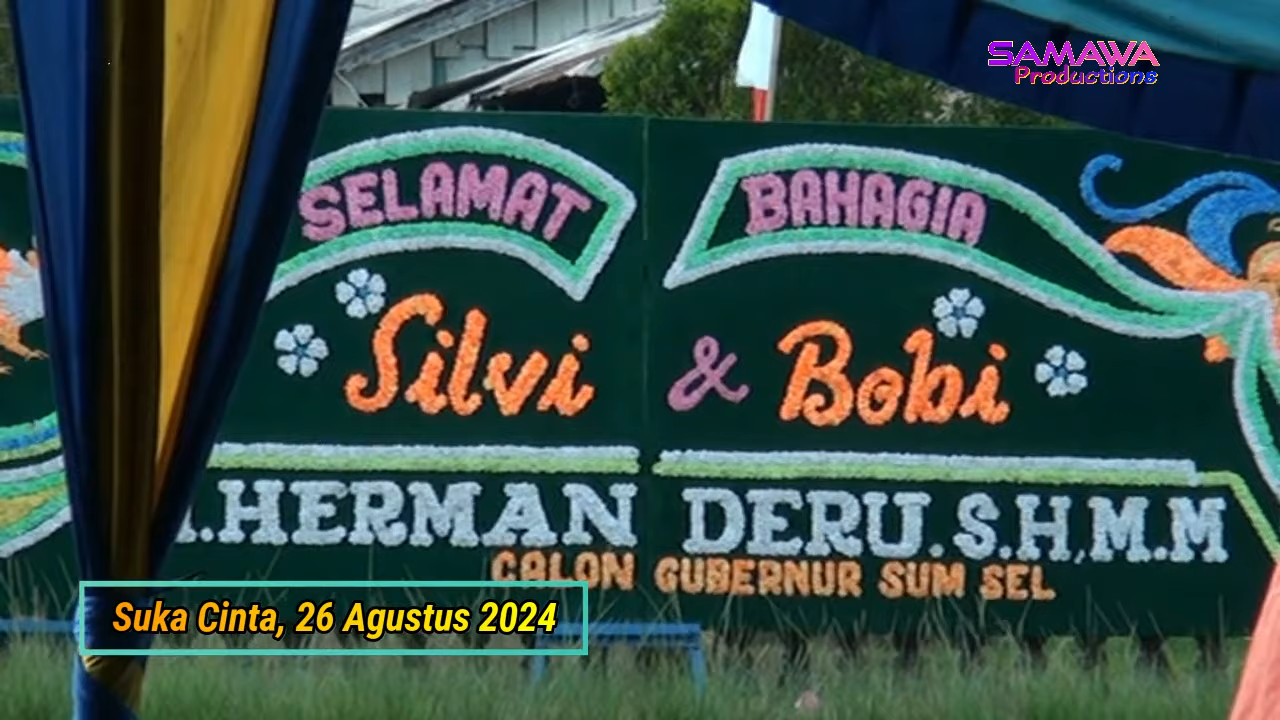 SAMAWA
Productions
SELAMAT BAHAGIA
Silvi & Bobi
.HERMAN DERU.S.H,M.M
CALON GUBERNUR SUM SEL
Suka Cinta, 26 Agustus 2024